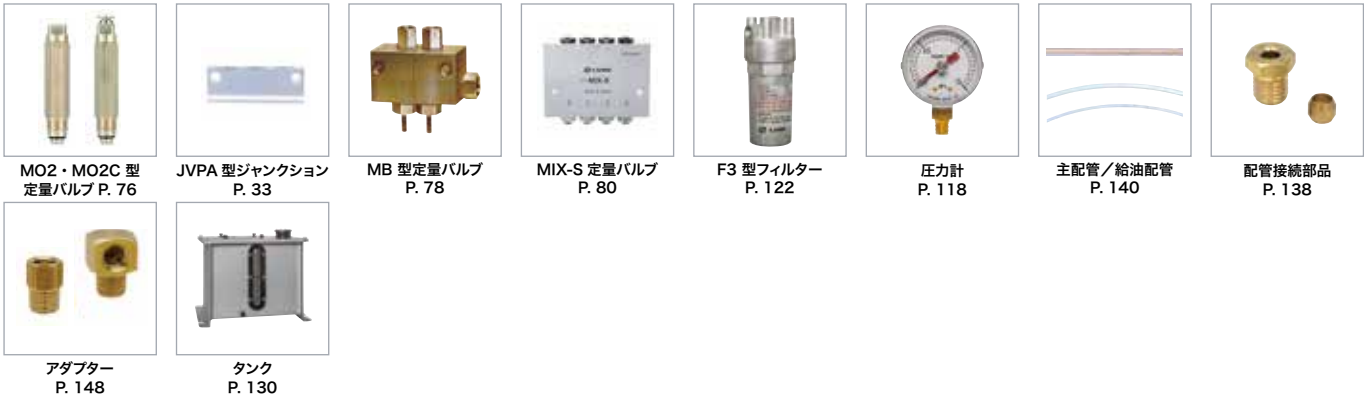 MO2・MO2C 型
定量バルブ P. 76
JVPA 型ジャンクション
P. 33
MB 型定量バルブ
P. 78
MIX-S 定量バルブ
P. 80
F3 型フィルター
P. 122
圧力計
P. 118
主配管／給油配管
P. 140
配管接続部品
P. 138
アダプター
P. 148
タンク
P. 130